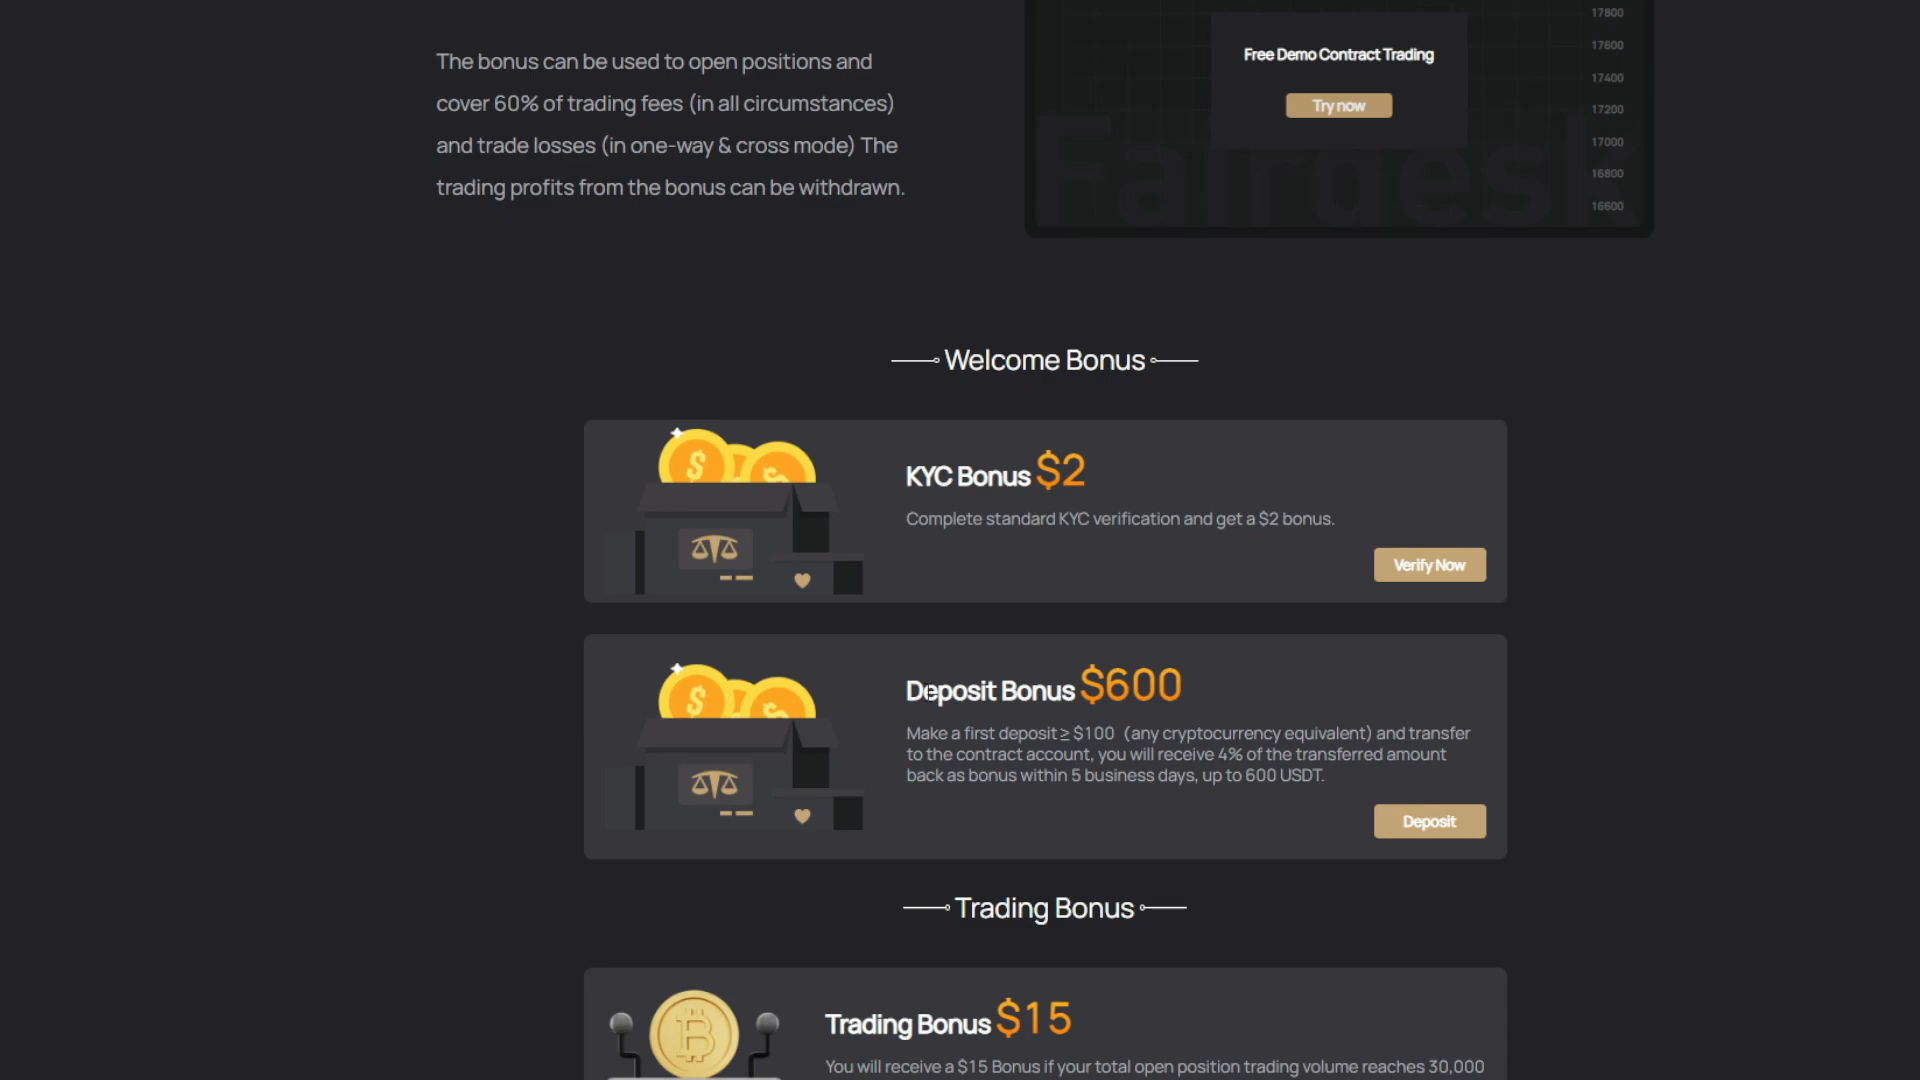 The bonus can be used to open positions and
cover 60% of trading fees (in all circumstances)
and trade losses (in one-way & cross mode) The
trading profits from the bonus can be withdrawn.
17800
Free Demo Contract Trading
17600
17400
Try now
17200
17000
Fairdesk
16800
16600
Welcome Bonus
KYC Bonus $2
Complete standard KYC verification and get a $2 bonus.
Verify Now
Deposit Bonus $600
Make a first deposit ≥ $100 (any cryptocurrency equivalent) and transfer
to the contract account, you will receive 4% of the transferred amount
back as bonus within 5 business days, up to 600 USDT.
Deposit
Trading Bonus
Trading Bonus $15
You will receive a $15 Bonus if your total open position trading volume reaches 30,000